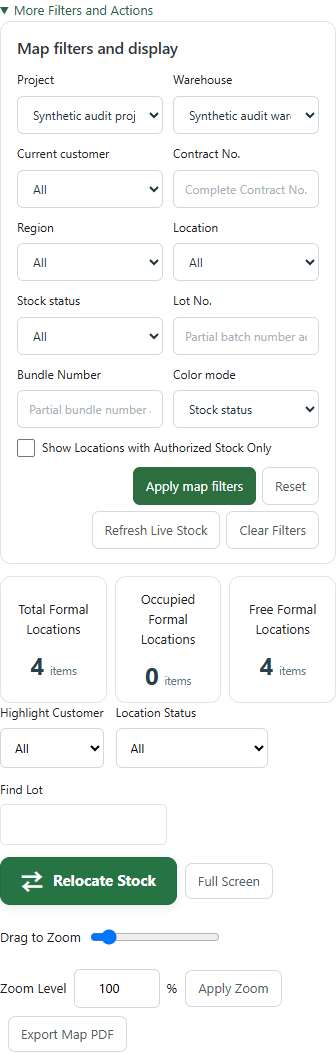 ▼ More Filters and Actions
Map filters and display
Project Warehouse
Synthetic audit proj Synthetic audit war
Current customer Contract No.
All Complete Contract No.
Region Location
All All
Stock status Lot No.
All Partial batch number ac
Bundle Number Color mode
Partial bundle number Stock status
Show Locations with Authorized Stock Only
Apply map filters Reset
Refresh Live Stock Clear Filters
Total Formal Locations
4 items
Occupied Formal Locations
0 items
Free Formal Locations
4 items
Highlight Customer Location Status
All All
Find Lot
Relocate Stock Full Screen
Drag to Zoom
Zoom Level 100 % Apply Zoom
Export Map PDF